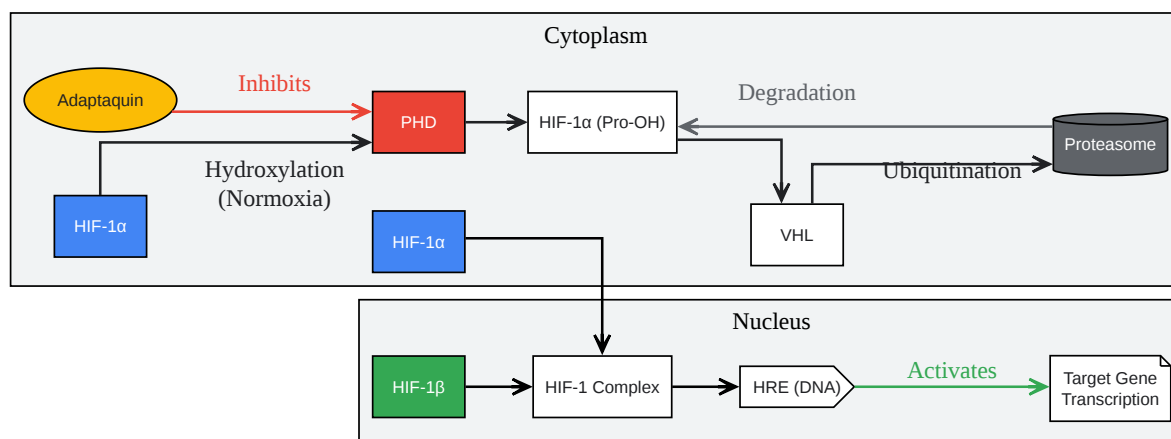 Cytoplasm
Adaptaquin
Inhibits
PHD
HIF-1α (Pro-OH)
Degradation
Proteasome
Hydroxylation
(Normoxia)
Ubiquitination
HIF-1α
HIF-1α
VHL
Nucleus
HIF-1β
HIF-1 Complex
HRE (DNA)
Activates
Target Gene
Transcription